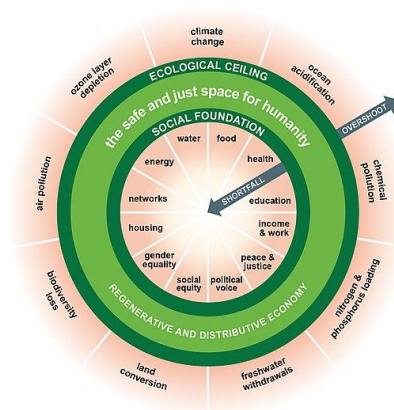 climate
change
ocean
acidification
chemical
pollution
nitrogen &
phosphorus loading
freshwater
withdrawals
land
conversion
biodiversity
loss
air pollution
ozone layer
depletion
OVERSHOOT
ECOLOGICAL CEILING
the safe and just space for humanity
SOCIAL FOUNDATION
water
food
health
SHORTFALL
education
income
& work
peace &
justice
political
voice
social
equity
gender
equality
housing
networks
energy
REGENERATIVE AND DISTRIBUTIVE ECONOMY